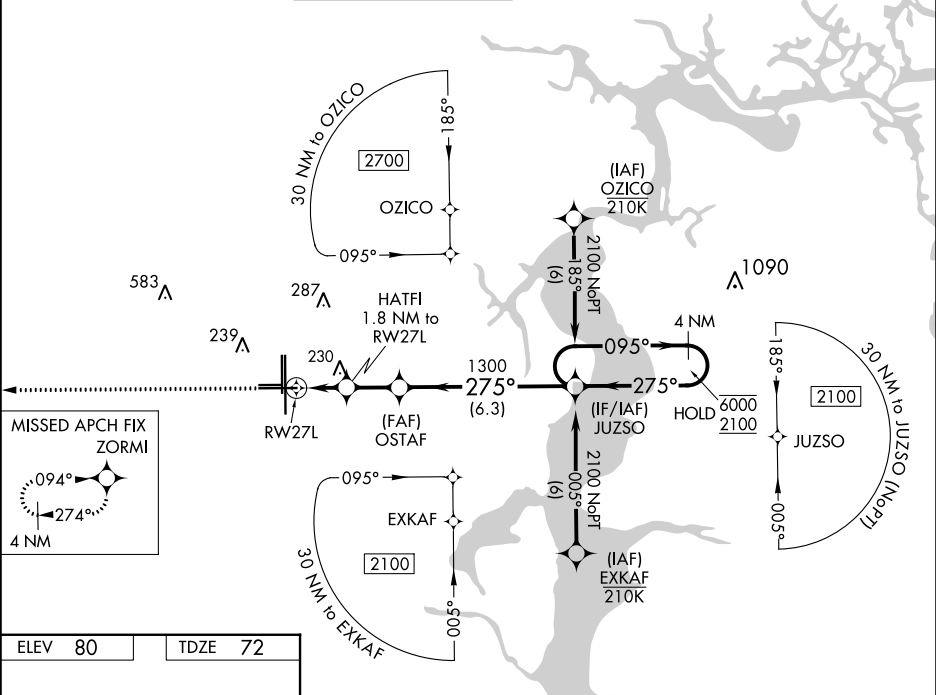 30 NM to OZICO
185°
2700
OZICO
095°
(IAF)
OZICO
210K
2100 NoPT
185°
(6)
1090
583
287
HATFI
1.8 NM to
RW27L
239
230
4 NM
095°
1300
275°
(6.3)
275°
RW27L
(FAF)
OSTAF
(IF/IAF)
JUZSO
HOLD
6000
2100
185°
30 NM to JUZSO (NoPT)
2100
JUZSO
005°
MISSED APCH FIX
ZORMI
094°
274°
4 NM
095°
EXKAF
2100
30 NM to EXKAF
005°
2100 NoPT
005°
(6)
(IAF)
EXKAF
210K
ELEV 80
TDZE 72